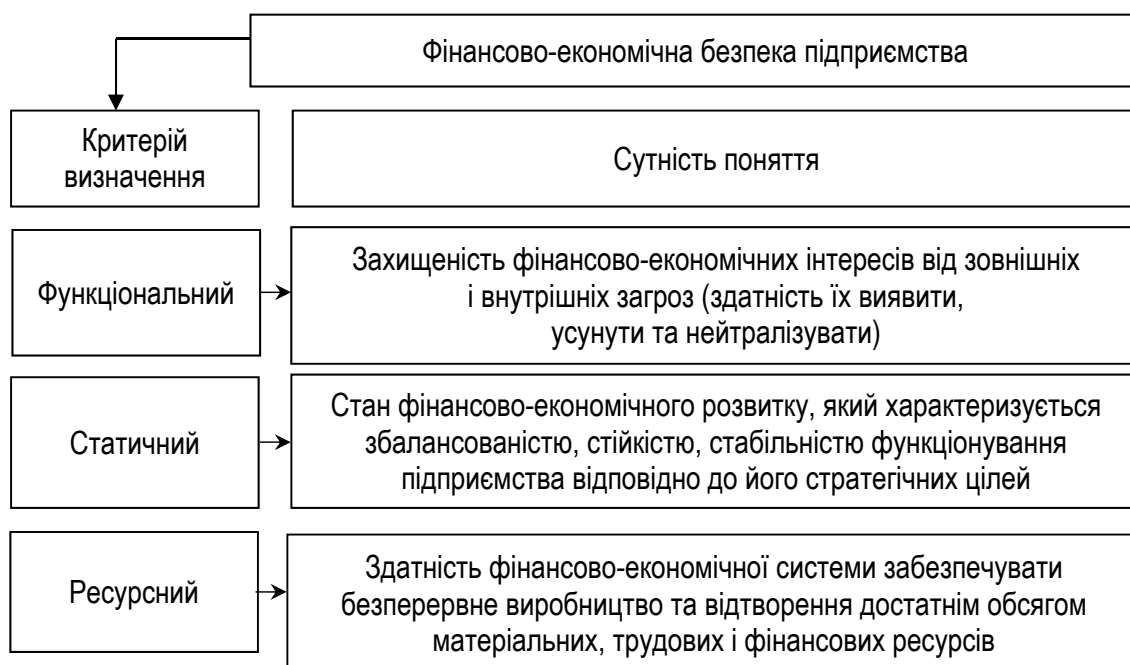 Фінансово-економічна безпека підприємства
Критерій
визначення
Сутність поняття
Функціональний
Захищеність фінансово-економічних інтересів від зовнішніх
і внутрішніх загроз (здатність їх виявити,
усунути та нейтралізувати)
Статичний
Стан фінансово-економічного розвитку, який характеризується
збалансованістю, стійкістю, стабільністю функціонування
підприємства відповідно до його стратегічних цілей
Ресурсний
Здатність фінансово-економічної системи забезпечувати
безперервне виробництво та відтворення достатнім обсягом
матеріальних, трудових і фінансових ресурсів